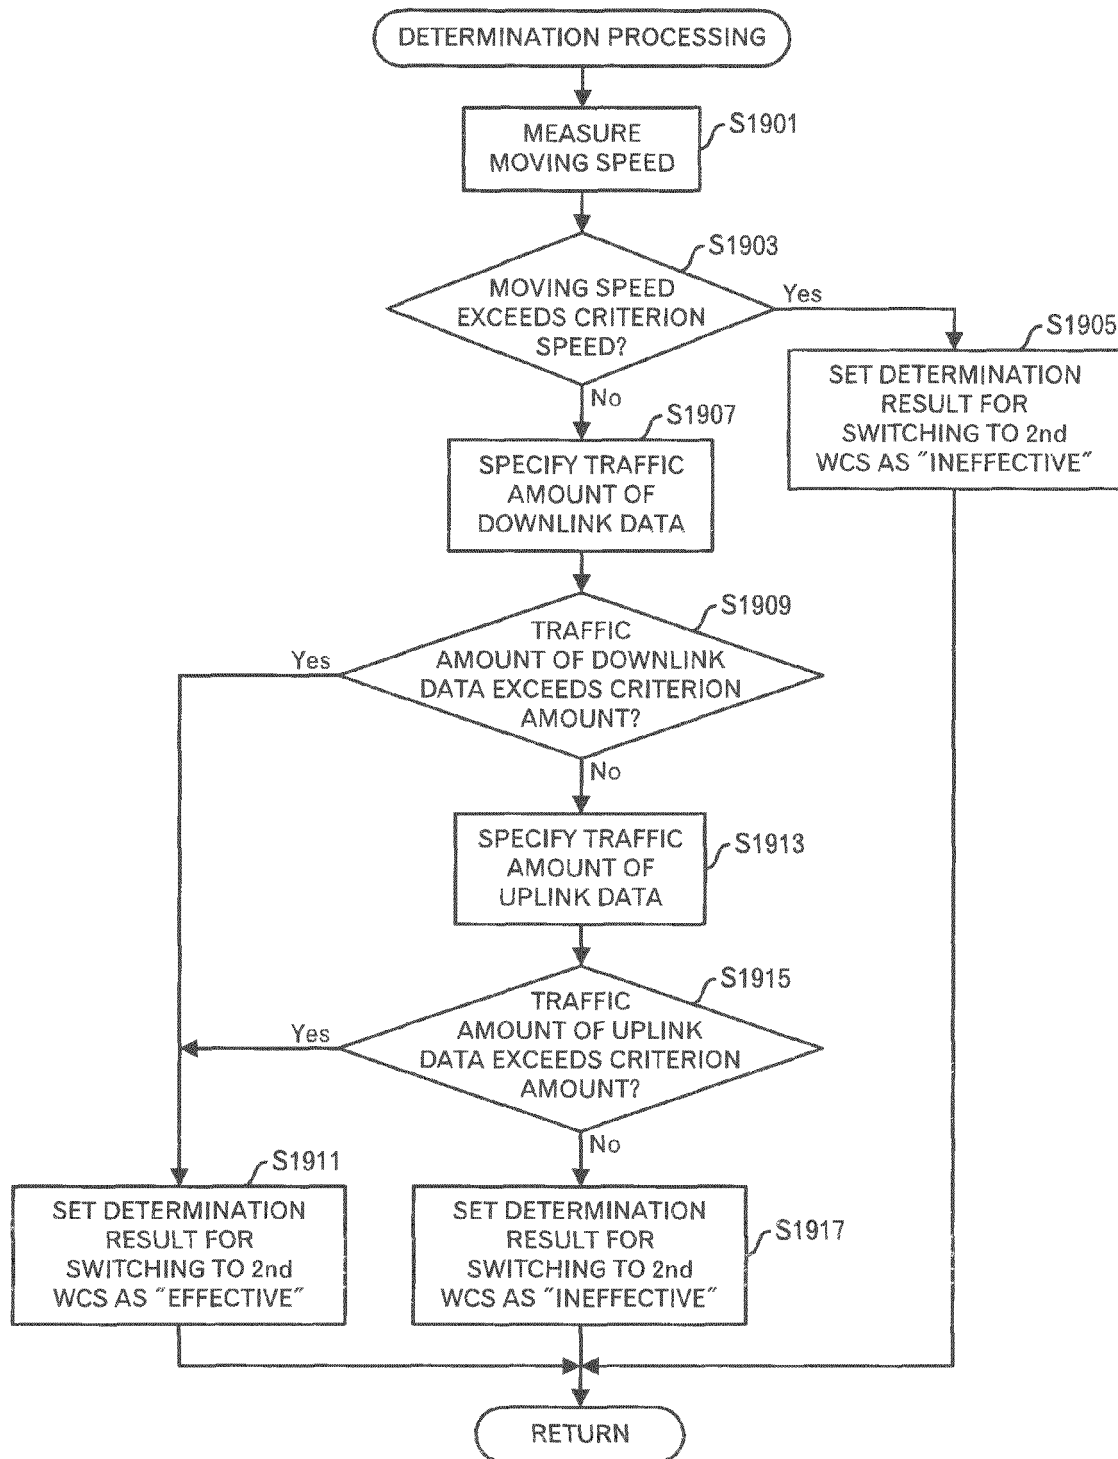 DETERMINATION PROCESSING
MEASURE
MOVING SPEED
S1901
S1903
MOVING SPEED
EXCEEDS CRITERION
SPEED?
Yes
No
S1905
SET DETERMINATION
RESULT FOR
SWITCHING TO 2nd
WCS AS "INEFFECTIVE"
S1907
SPECIFY TRAFFIC
AMOUNT OF
DOWNLINK DATA
S1909
TRAFFIC
AMOUNT OF DOWNLINK
DATA EXCEEDS CRITERION
AMOUNT?
Yes
No
SPECIFY TRAFFIC
AMOUNT OF
UPLINK DATA
S1913
S1915
TRAFFIC
AMOUNT OF UPLINK
DATA EXCEEDS CRITERION
AMOUNT?
Yes
No
S1911
SET DETERMINATION
RESULT FOR
SWITCHING TO 2nd
WCS AS "EFFECTIVE"
SET DETERMINATION
RESULT FOR
SWITCHING TO 2nd
WCS AS "INEFFECTIVE"
S1917
RETURN